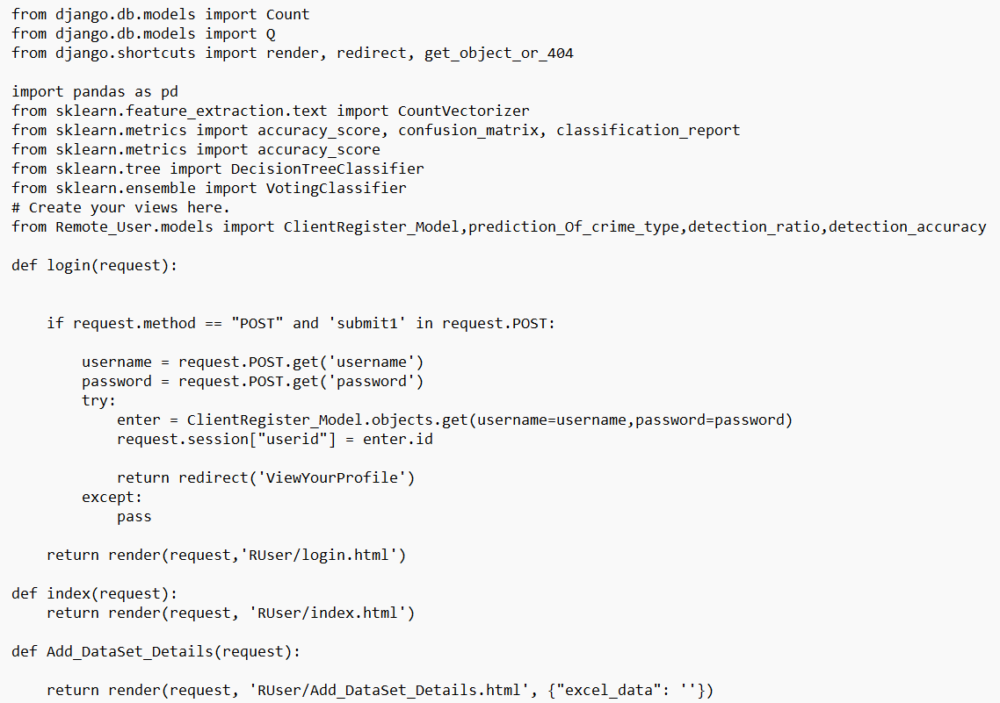 from django.db.models import Count
from django.db.models import Q
from django.shortcuts import render, redirect, get_object_or_404

import pandas as pd
from sklearn.feature_extraction.text import CountVectorizer
from sklearn.metrics import accuracy_score, confusion_matrix, classification_report
from sklearn.metrics import accuracy_score
from sklearn.tree import DecisionTreeClassifier
from sklearn.ensemble import VotingClassifier
# Create your views here.
from Remote_User.models import ClientRegister_Model,prediction_Of_crime_type,detection_ratio,detection_accuracy

def login(request):


    if request.method == "POST" and 'submit1' in request.POST:

        username = request.POST.get('username')
        password = request.POST.get('password')
        try:
            enter = ClientRegister_Model.objects.get(username=username,password=password)
            request.session["userid"] = enter.id

            return redirect('ViewYourProfile')
        except:
            pass

    return render(request,'RUser/login.html')

def index(request):
    return render(request, 'RUser/index.html')

def Add_DataSet_Details(request):

    return render(request, 'RUser/Add_DataSet_Details.html', {"excel_data": ''})